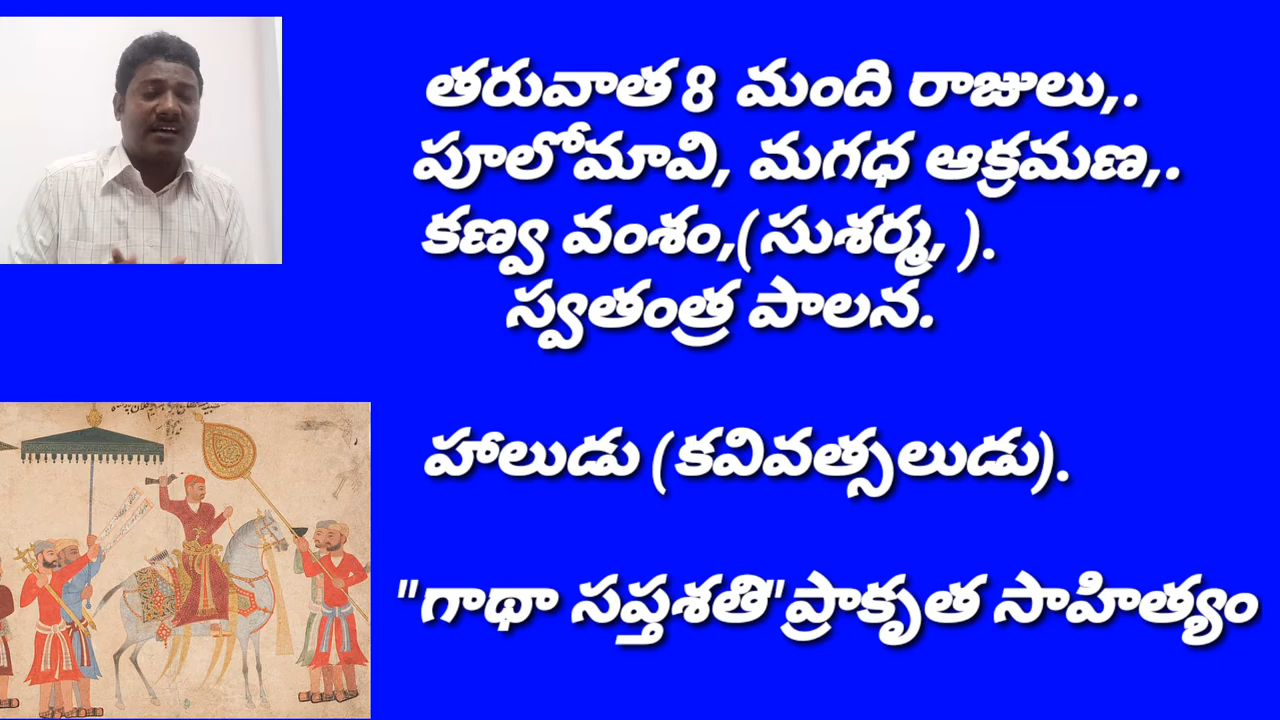 తరువాత 8 మంది రాజులు,.
పూలోమావి, మగధ ఆక్రమణ,.
కణ్వ వంశం,(సుశర్మ, ).
స్వతంత్ర పాలన.
హాలుడు (కవివత్సలుడు).
"గాథా సప్తశతి"ప్రాకృత సాహిత్యం